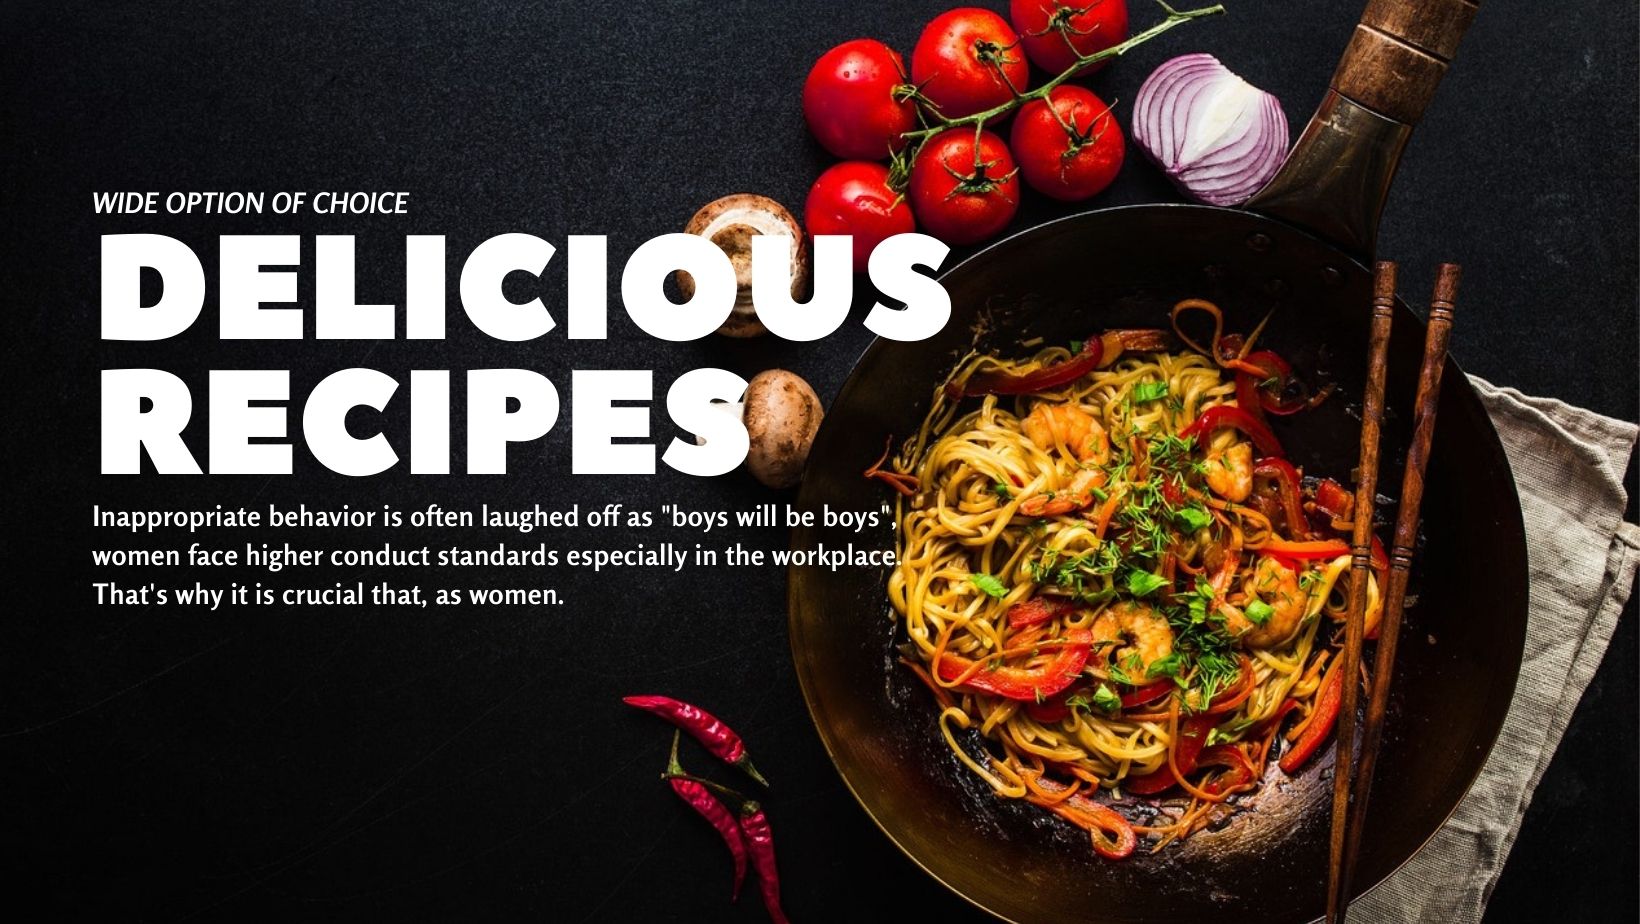 WIDE OPTION OF CHOICE
DELICIOUS
RECIPES
Inappropriate behavior is often laughed off as "boys will be boys",
women face higher conduct standards especially in the workplace.
That's why it is crucial that, as women.